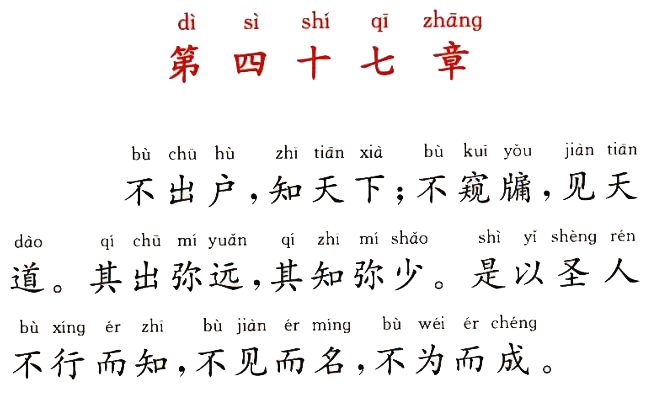 dì sì shí qī zhāng
第四十七章
bù chū hù zhī tiān xià bù kuī yǒu jiàn tiān
不出户，知天下；不窥牖，见天
dào qí chū mí yuǎn qí zhī mí shǎo shì yǐ shèng rén
道。其出弥远，其知弥少。是以圣人
bù xíng ér zhī bù jiàn ér míng bù wéi ér chéng
不行而知，不见而名，不为而成。